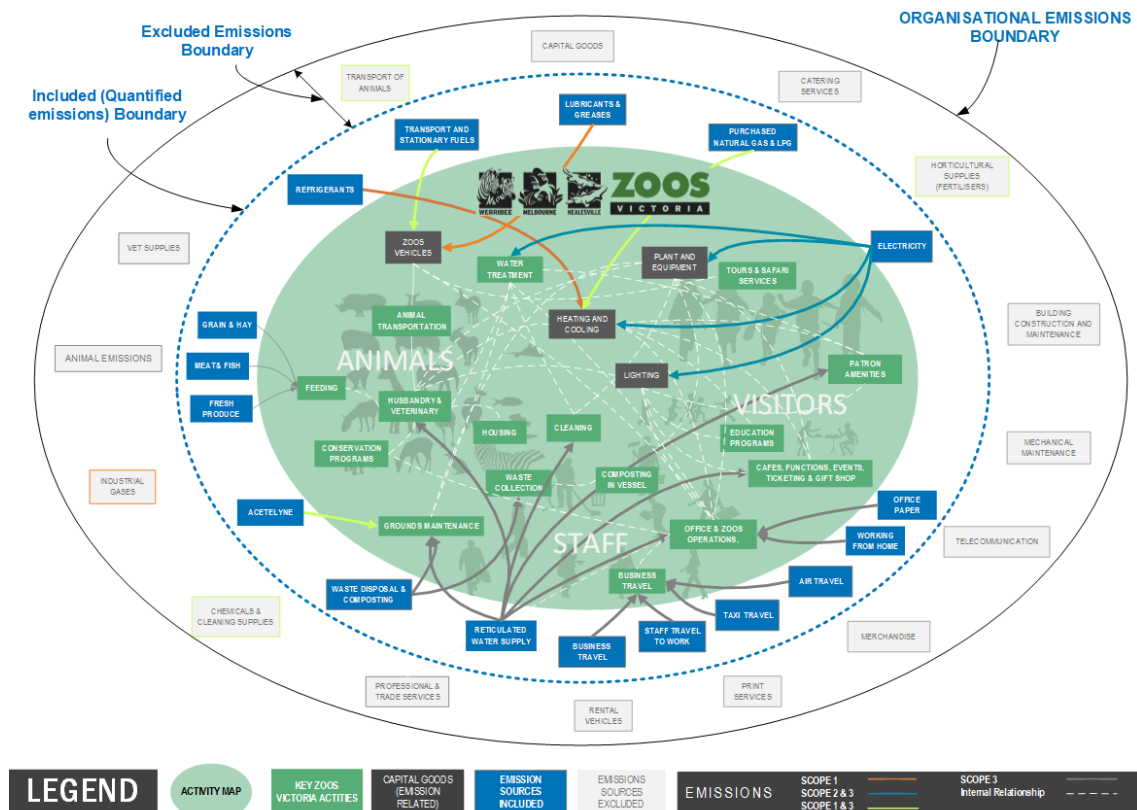 ORGANISATIONAL EMISSIONS
BOUNDARY
Excluded Emissions
Boundary
CAPITAL GOODS
TRANSPORT OF
ANIMALS
CATERING
SERVICES
Included (Quantified
emissions) Boundary
LUBRICANTS &
GREASES
TRANSPORT AND
STATIONARY FUELS
PURCHASED
NATURAL GAS & LPG
HORTICULTURAL
SUPPLIES
(FERTILISERS)
REFRIGERANTS
ZOOS
WERRIBEE
MELBOURNE
HEALESVILLE
VICTORIA
VET SUPPLIES
ZOOS
VEHICLES
WATER
TREATMENT
PLANT AND
EQUIPMENT
TOURS & SAFARI
SERVICES
ELECTRICITY
GRAIN & HAY
ANIMAL
TRANSPORTATION
HEATING AND
COOLING
BUILDING
CONSTRUCTION AND
MAINTENANCE
ANIMAL EMISSIONS
MEAT & FISH
ANIMALS
FEEDING
LIGHTING
PATRON
AMENITIES
FRESH
PRODUCE
HUSBANDRY &
VETERINARY
VISITORS
HOUSING
CLEANING
EDUCATION
PROGRAMS
CONSERVATION
PROGRAMS
MECHANICAL
MAINTENANCE
INDUSTRIAL
GASES
WASTE
COLLECTION
COMPOSTING
IN VESSEL
CAFES, FUNCTIONS, EVENTS,
TICKETING & GIFT SHOP
ACETELYNE
GROUNDS MAINTENANCE
STAFF
OFFICE & ZOOS
OPERATIONS,
OFFICE
PAPER
WORKING
FROM HOME
TELECOMMUNICATION
WASTE DISPOSAL &
COMPOSTING
BUSINESS
TRAVEL
AIR TRAVEL
CHEMICALS &
CLEANING SUPPLIES
TAXI TRAVEL
RETICULATED
WATER SUPPLY
BUSINESS
TRAVEL
STAFF TRAVEL
TO WORK
MERCHANDISE
PROFESSIONAL &
TRADE SERVICES
RENTAL
VEHICLES
PRINT
SERVICES
LEGEND
ACTIVITY MAP
KEY ZOOS
VICTORIA ACTITIES
CAPITAL GOODS
(EMISSION
RELATED)
EMISSION
SOURCES
INCLUDED
EMISSIONS
SOURCES
EXCLUDED
EMISSIONS
SCOPE 1
SCOPE 2 & 3
SCOPE 1 & 3
SCOPE 3
Internal Relationship